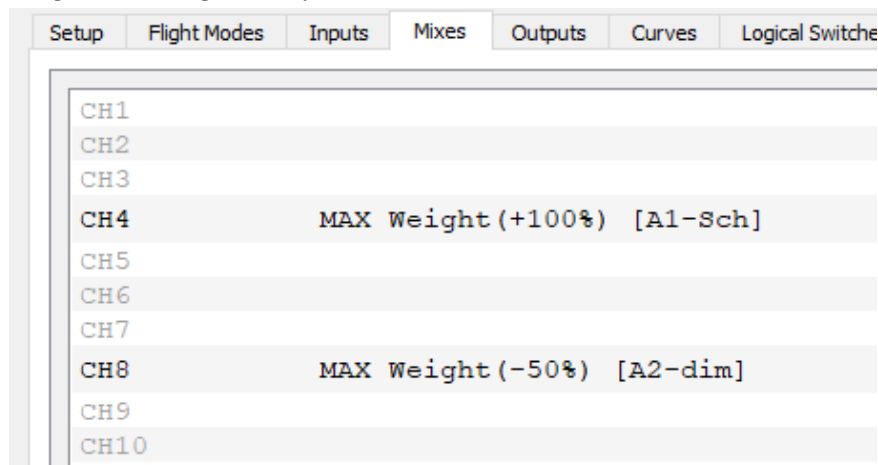 Setup Flight Modes Inputs Mixes Outputs Curves Logical Switche
CH1
CH2
CH3
CH4 MAX Weight(+100%) [A1-Sch]
CH5
CH6
CH7
CH8 MAX Weight(-50%) [A2-dim]
CH9
CH10